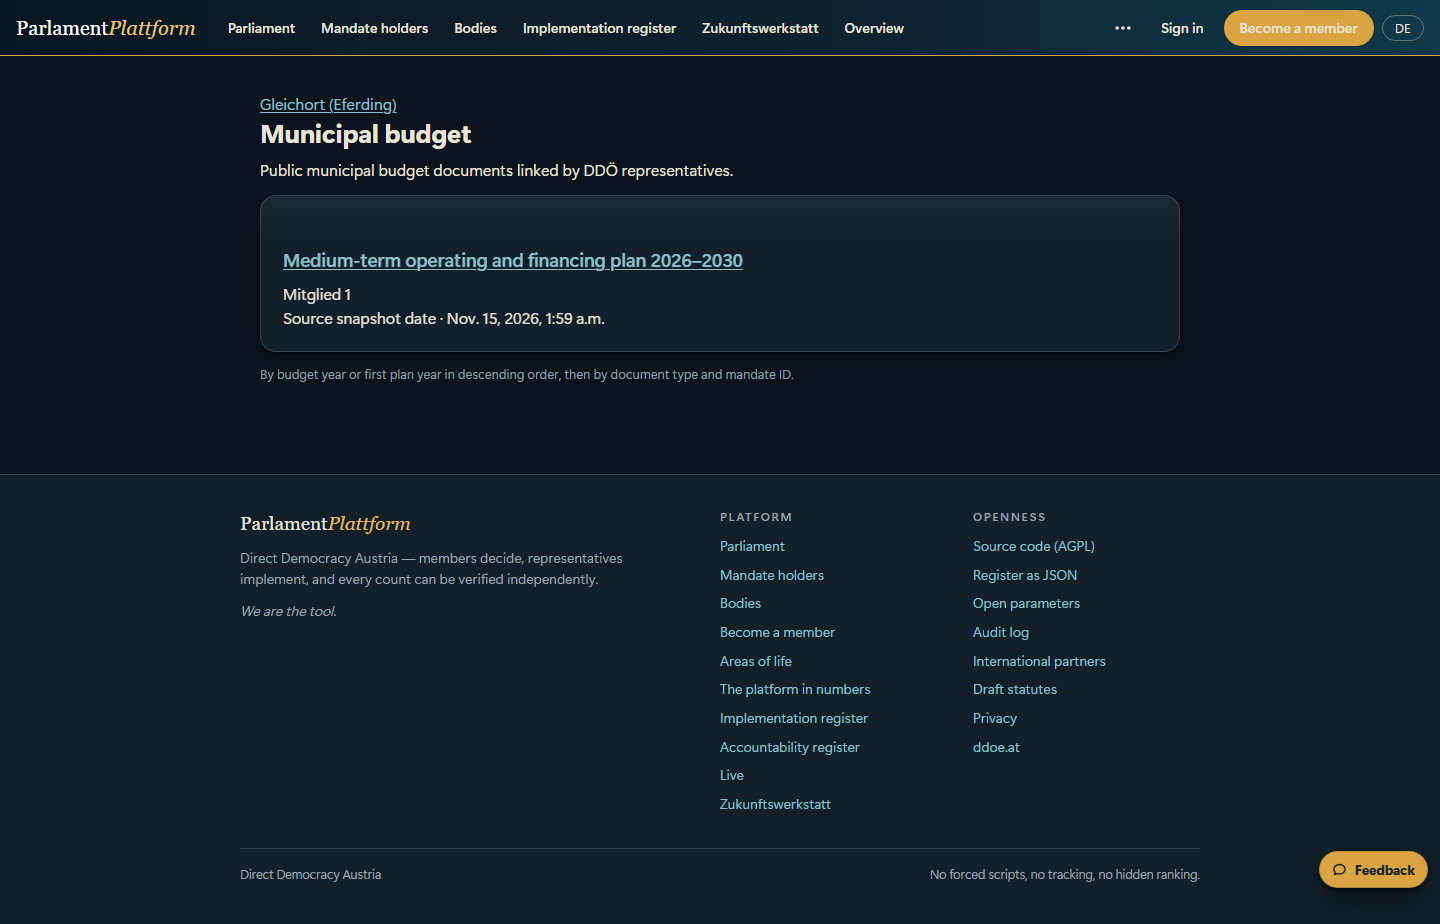 ParlamentPlattform
Parliament
Mandate holders
Bodies
Implementation register
Zukunftswerkstatt
Overview
Sign in
Become a member
DE
Gleichort (Eferding)
Municipal budget
Public municipal budget documents linked by DDÖ representatives.
Medium-term operating and financing plan 2026–2030
Mitglied 1
Source snapshot date · Nov. 15, 2026, 1:59 a.m.
By budget year or first plan year in descending order, then by document type and mandate ID.
ParlamentPlattform
Direct Democracy Austria — members decide, representatives
implement, and every count can be verified independently.
We are the tool.
PLATFORM
Parliament
Mandate holders
Bodies
Become a member
Areas of life
The platform in numbers
Implementation register
Accountability register
Live
Zukunftswerkstatt
OPENNESS
Source code (AGPL)
Register as JSON
Open parameters
Audit log
International partners
Draft statutes
Privacy
ddoe.at
Direct Democracy Austria
No forced scripts, no tracking, no hidden ranking.
Feedback